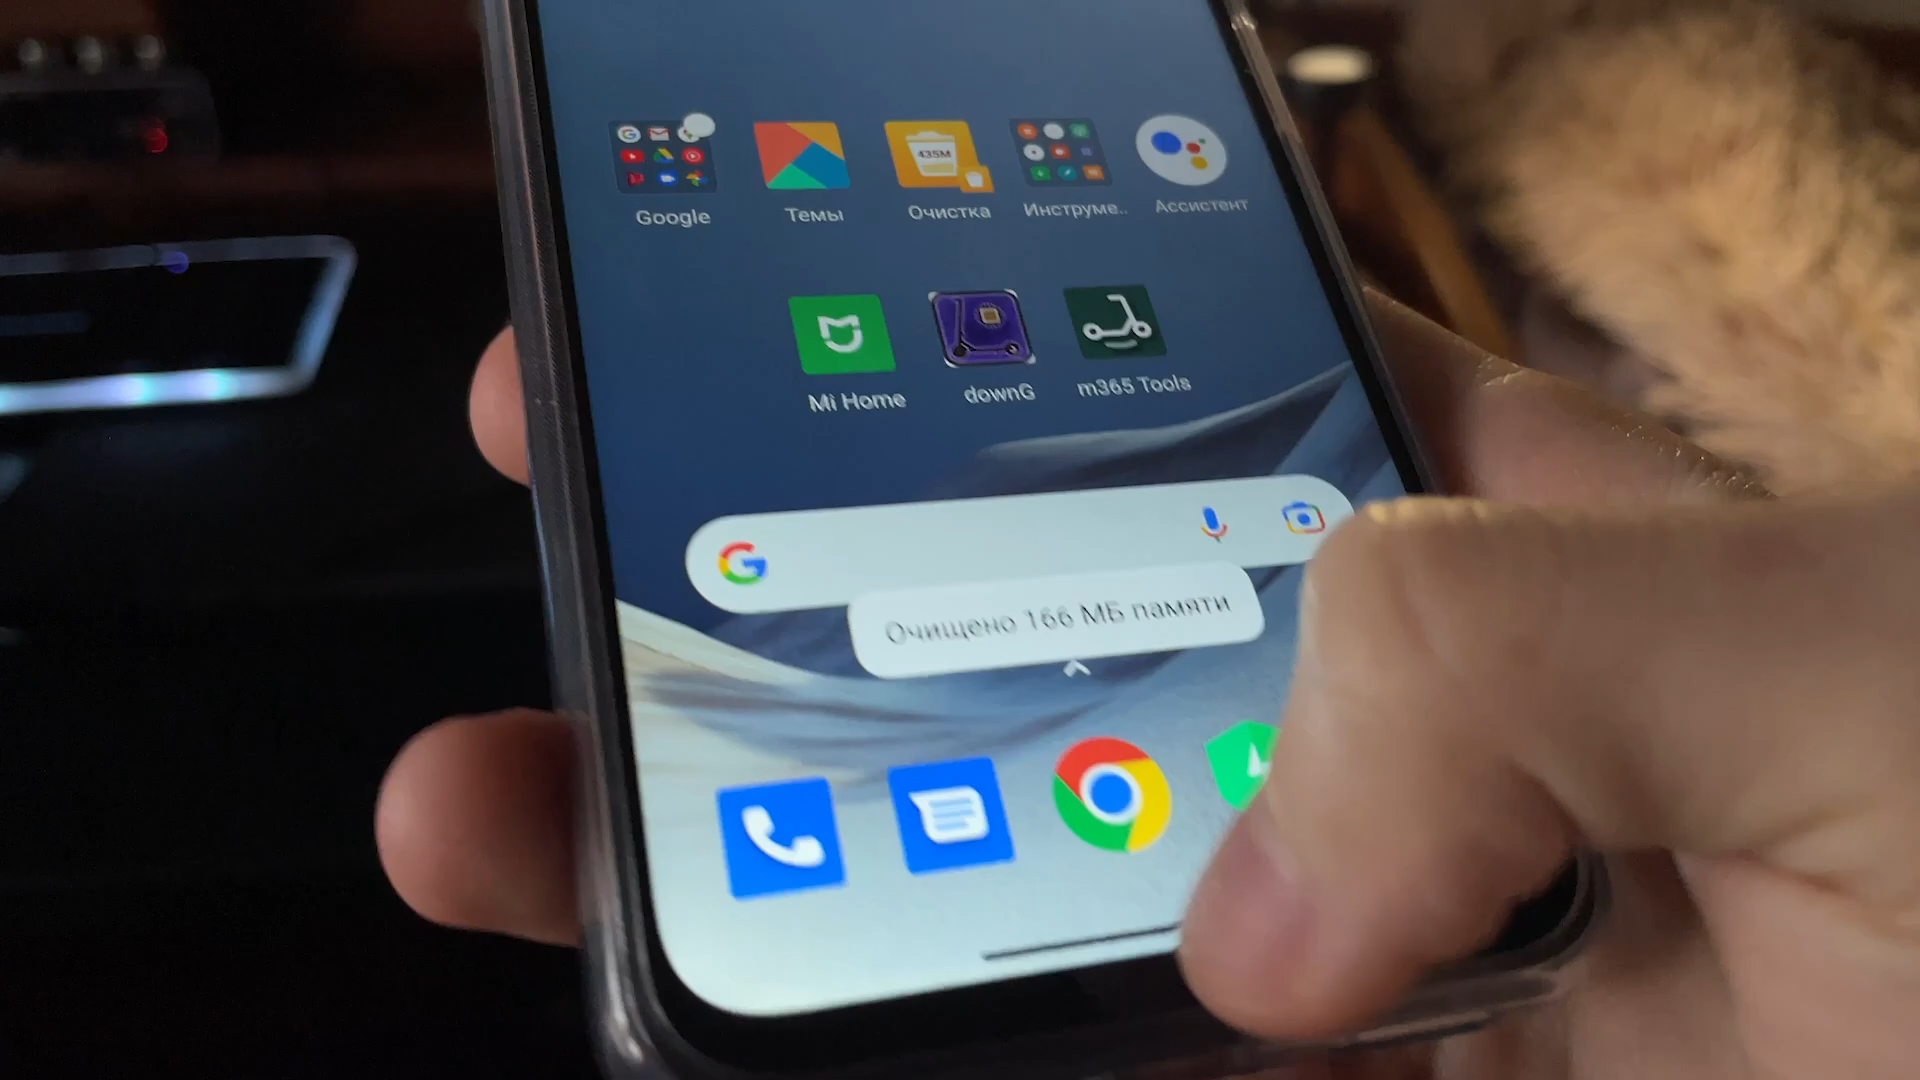 435M
Google
Темы
Очистка
Инструме..
Ассистент
Mi Home
downG
m365 Tools
Очищено 166 МБ памяти